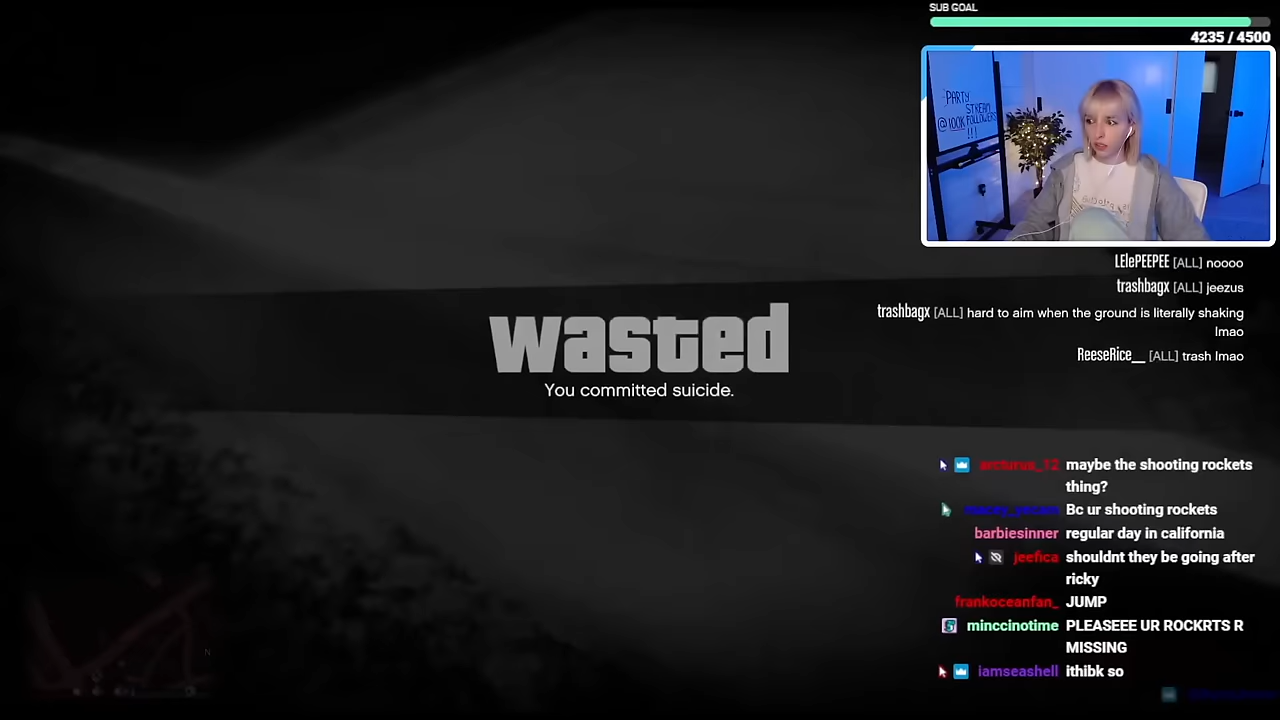 SUB GOAL
4235 / 4500
PARTY
STREAM
@100K FOLLOWERS
!!!
LElePEEPEE [ALL] noooo
trashbagx [ALL] jeezus
trashbagx [ALL] hard to aim when the ground is literally shaking
lmao
ReeseRice__ [ALL] trash lmao
wasted
You committed suicide.
arcturus_12 maybe the shooting rockets
thing?
Bc ur shooting rockets
barbiesinner regular day in california
jeefica shouldnt they be going after
ricky
frankoceanfan_ JUMP
minccinotime PLEASEEE UR ROCKRTS R
MISSING
iamseashell ithibk so
N